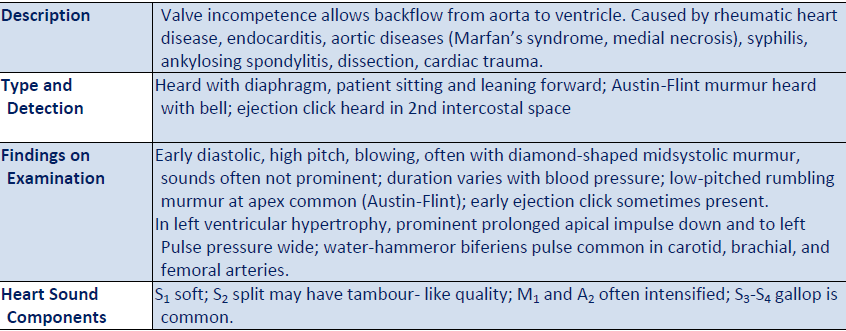 Description Valve incompetence allows backflow from aorta to ventricle. Caused by rheumatic heart
disease, endocarditis, aortic diseases (Marfan’s syndrome, medial necrosis), syphilis,
ankylosing spondylitis, dissection, cardiac trauma.
Type and Heard with diaphragm, patient sitting and leaning forward; Austin-Flint murmur heard
Detection with bell; ejection click heard in 2nd intercostal space
Findings on Early diastolic, high pitch, blowing, often with diamond-shaped midsystolic murmur,
Examination sounds often not prominent; duration varies with blood pressure; low-pitched rumbling
murmur at apex common (Austin-Flint); early ejection click sometimes present.
In left ventricular hypertrophy, prominent prolonged apical impulse down and to left
Pulse pressure wide; water-hammeror biferiens pulse common in carotid, brachial, and
femoral arteries.
Heart Sound S₁ soft; S₂ split may have tambour- like quality; M₁ and A₂ often intensified; S₃-S₄ gallop is
Components common.